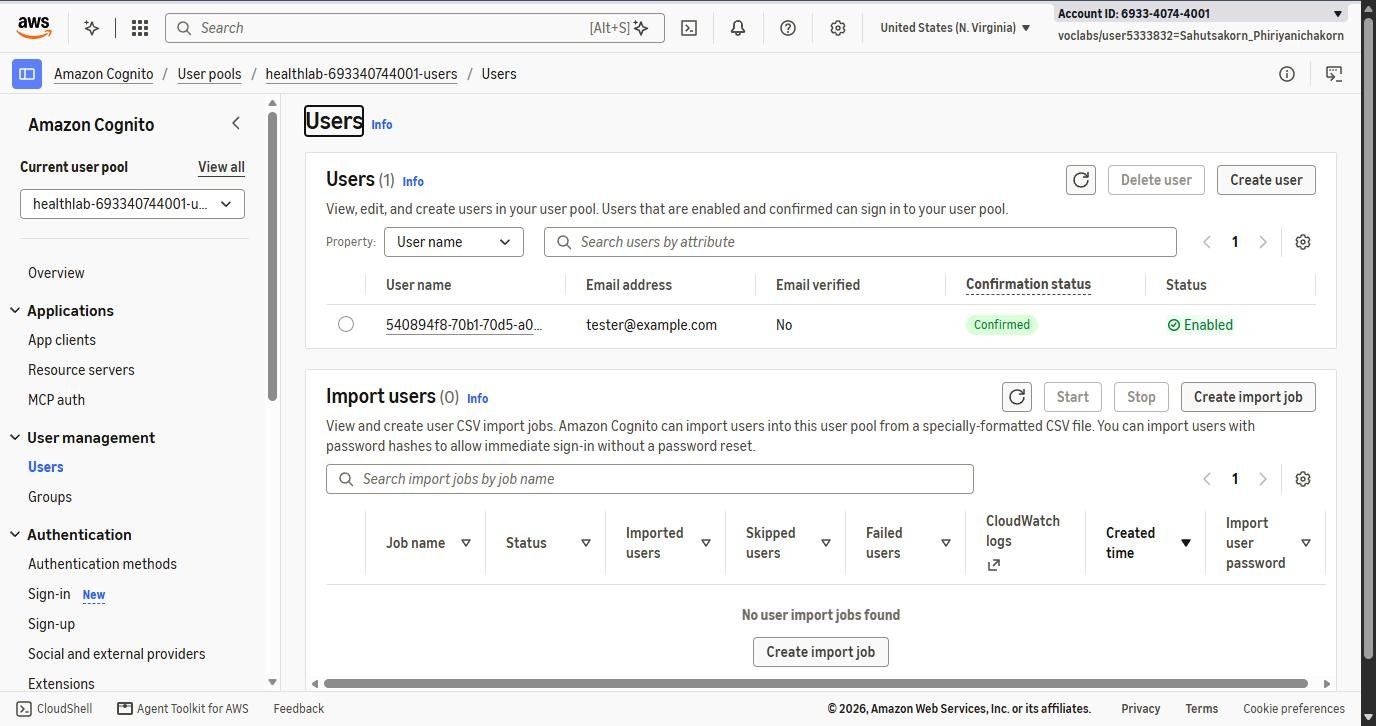 aws
Search [Alt+S] United States (N. Virginia) Account ID: 6933-4074-4001
voclabs/user5333832=Sahutsakorn_Phiriyanichakorn
Amazon Cognito / User pools / healthlab-693340744001-users / Users
Amazon Cognito
Current user pool View all
healthlab-693340744001-u...
Overview
Applications
App clients
Resource servers
MCP auth
User management
Users
Groups
Authentication
Authentication methods
Sign-in New
Sign-up
Social and external providers
Extensions
Users Info
Users (1) Info Delete user Create user
View, edit, and create users in your user pool. Users that are enabled and confirmed can sign in to your user pool.
Property: User name Search users by attribute 1
User name Email address Email verified Confirmation status Status
540894f8-70b1-70d5-a0... tester@example.com No Confirmed Enabled
Import users (0) Info Start Stop Create import job
View and create user CSV import jobs. Amazon Cognito can import users into this user pool from a specially-formatted CSV file. You can import users with
password hashes to allow immediate sign-in without a password reset.
Search import jobs by job name 1
Job name Status Imported users Skipped users Failed users CloudWatch logs Created time Import user password
No user import jobs found
Create import job
CloudShell Agent Toolkit for AWS Feedback © 2026, Amazon Web Services, Inc. or its affiliates. Privacy Terms Cookie preferences